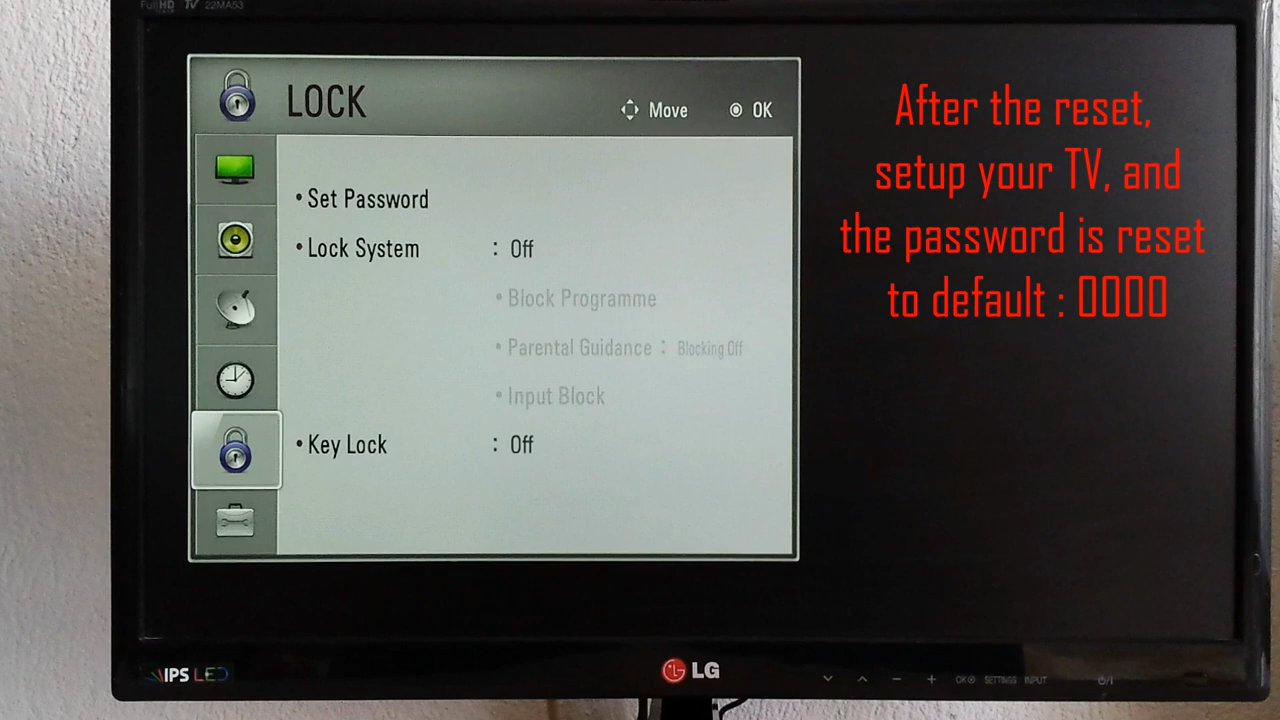 FullHD TV 22MA53
LOCK
Move
OK
After the reset,
setup your TV, and
the password is reset
to default : 0000
• Set Password
• Lock System : Off
• Block Programme
• Parental Guidance : Blocking Off
• Input Block
• Key Lock : Off
IPS LED
LG
OK SETTINGS INPUT